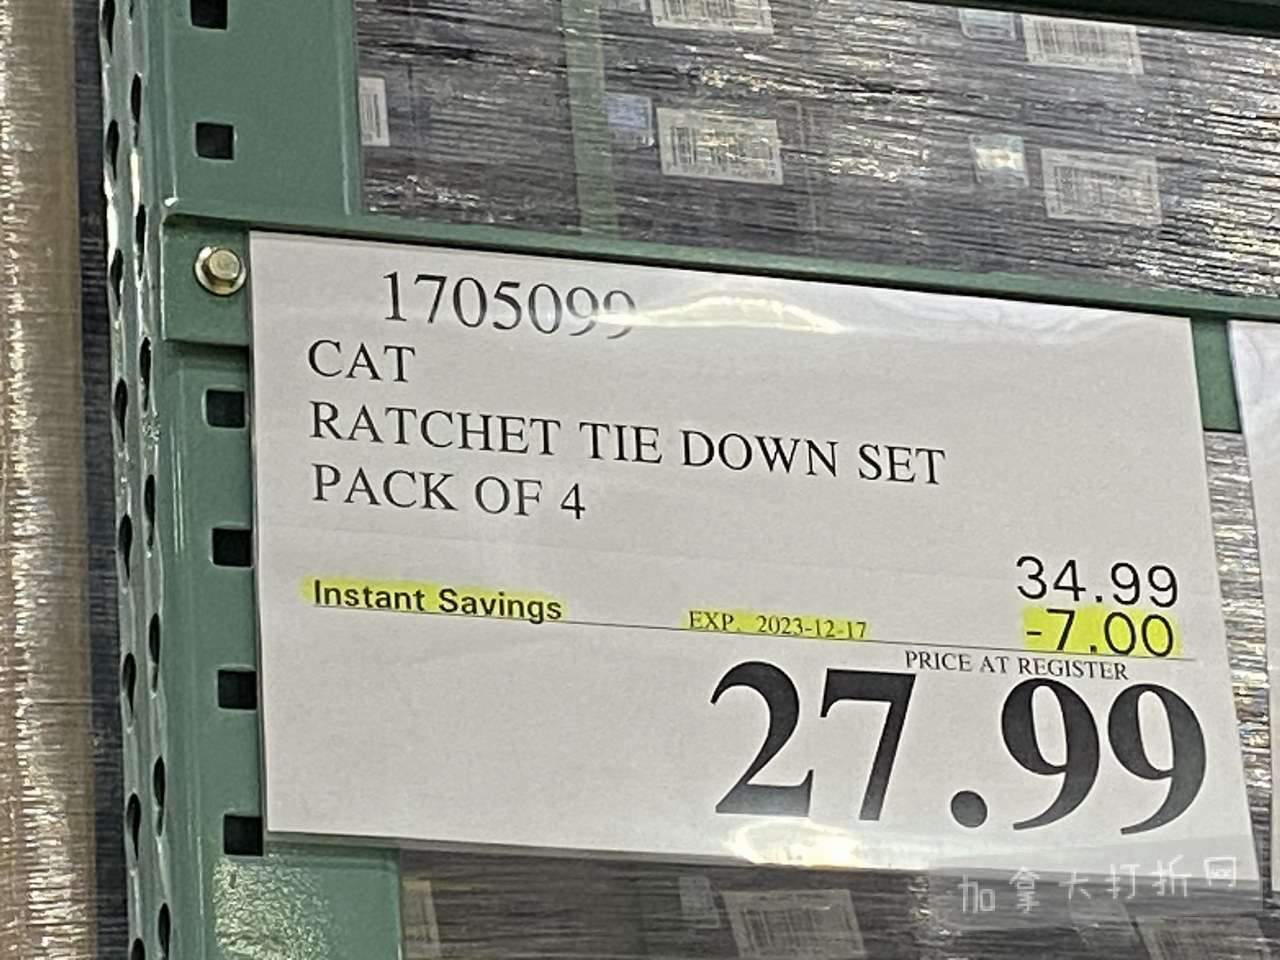 1705099
CAT
RATCHET TIE DOWN SET
PACK OF 4
34.99
Instant Savings EXP. 2023-12-17 -7.00
PRICE AT REGISTER
27.99
加拿大打折网